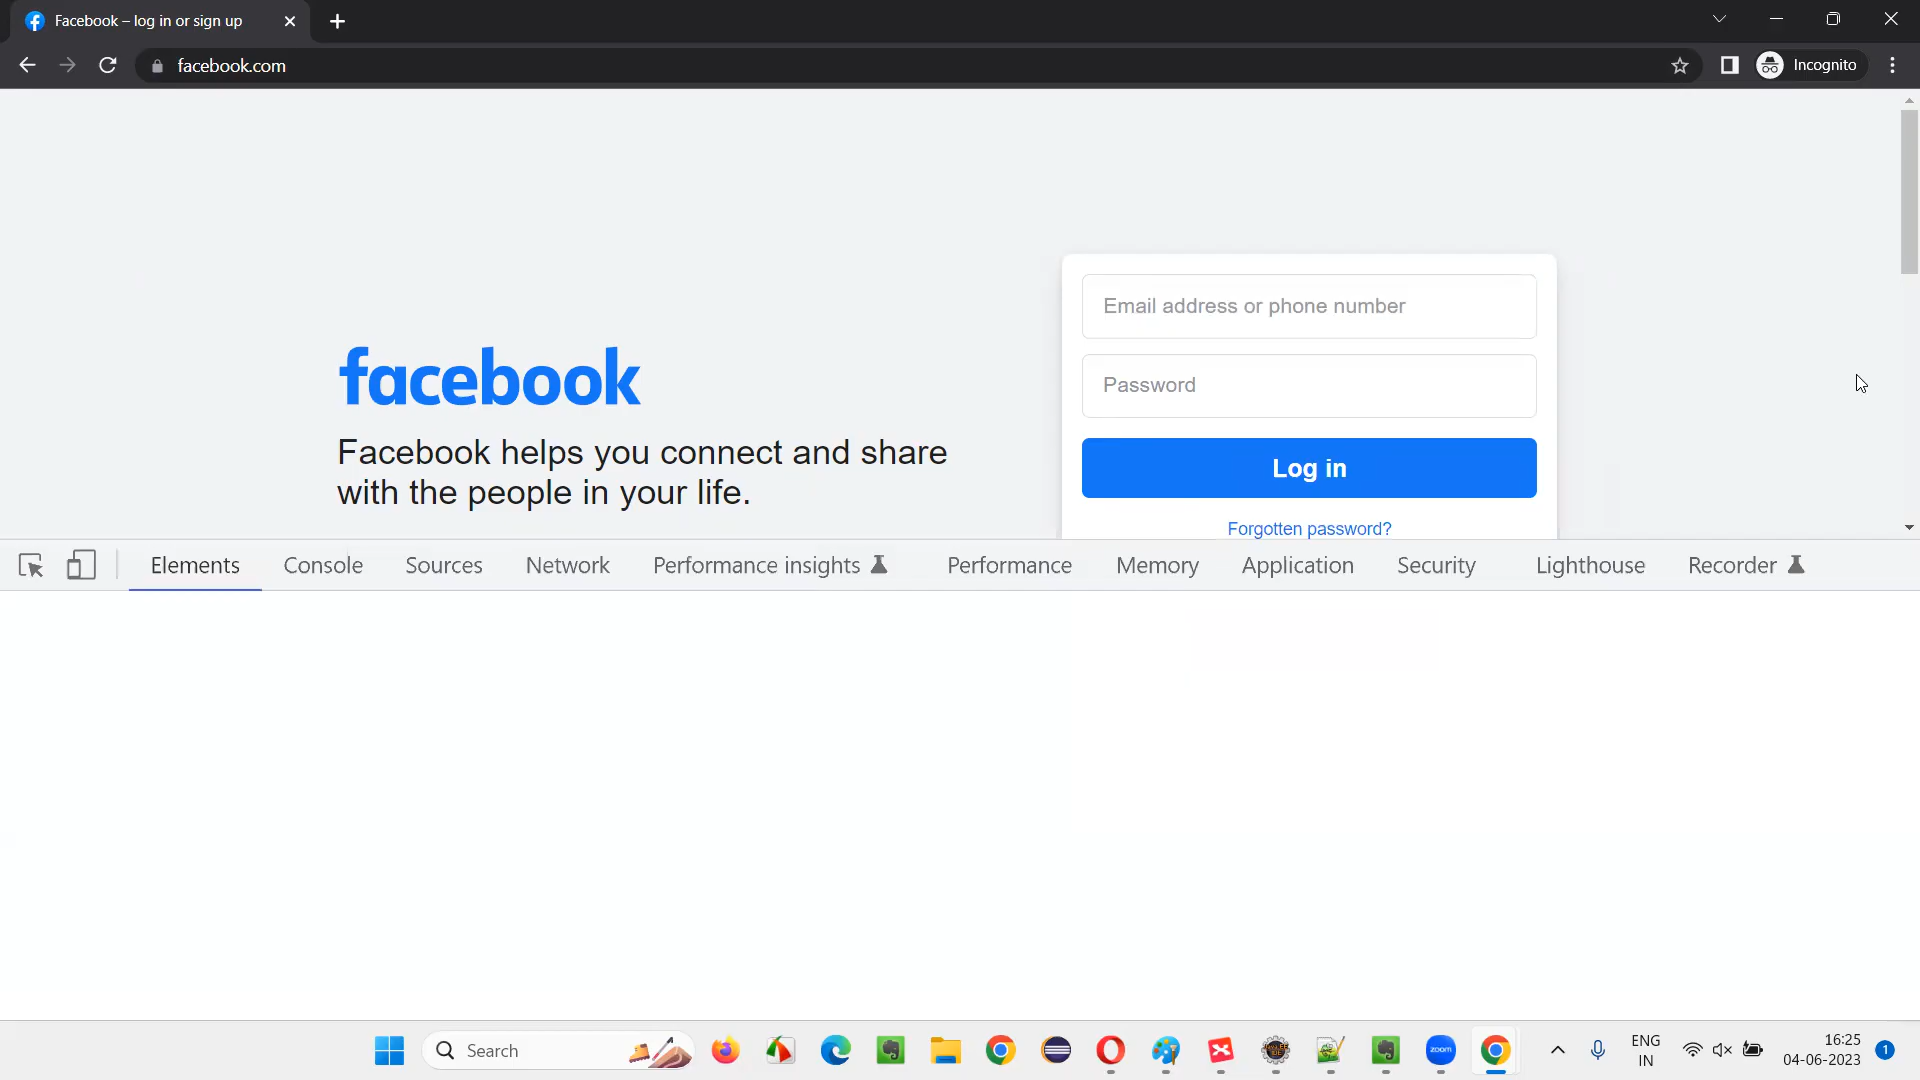 Facebook – log in or sign up
facebook.com
Incognito
Email address or phone number
facebook
Password
Facebook helps you connect and share
with the people in your life.
Log in
Forgotten password?
Elements Console Sources Network Performance insights Performance Memory Application Security Lighthouse Recorder
Search
zoom
ENG
IN
16:25
04-06-2023
1